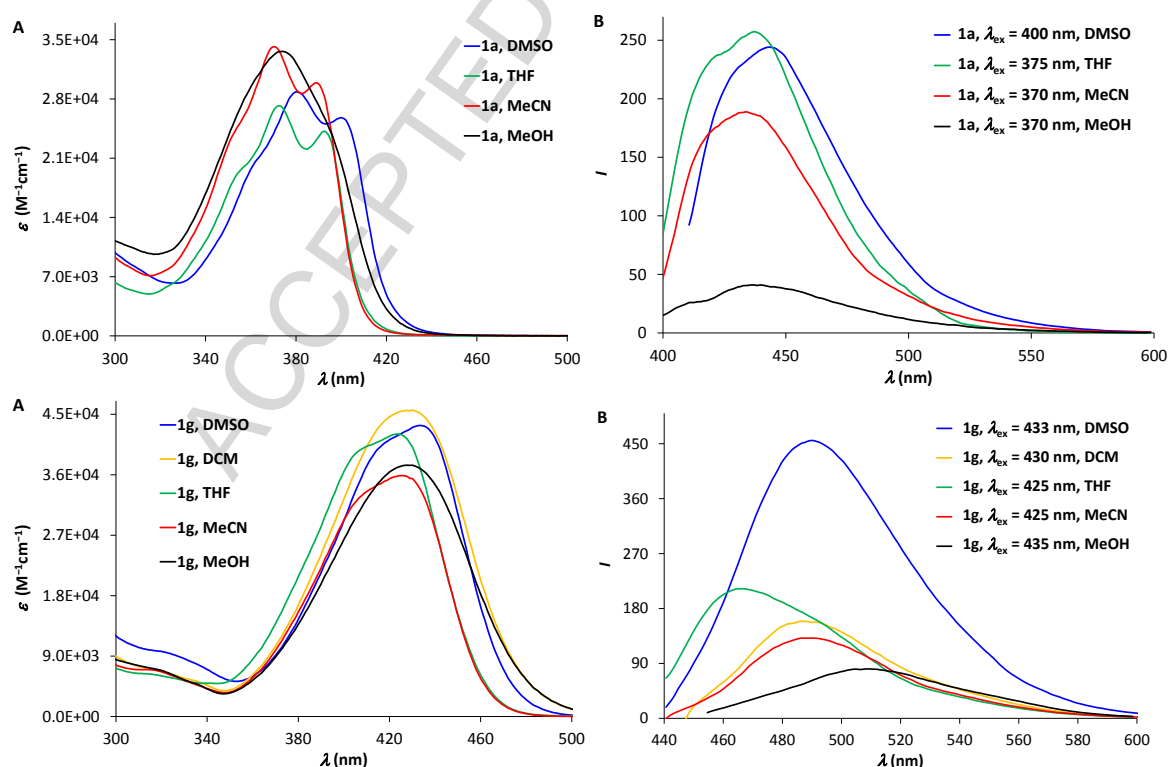 A
3.5E+04
2.8E+04
2.1E+04
1.4E+04
7.0E+03
0.0E+00
ε (M⁻¹cm⁻¹)
300 340 380 420 460 500
λ (nm)
1a, DMSO
1a, THF
1a, MeCN
1a, MeOH
ACCEPTED
B
250
200
150
100
50
0
I
400 450 500 550 600
λ (nm)
1a, λex = 400 nm, DMSO
1a, λex = 375 nm, THF
1a, λex = 370 nm, MeCN
1a, λex = 370 nm, MeOH
A
4.5E+04
3.6E+04
2.7E+04
1.8E+04
9.0E+03
0.0E+00
ε (M⁻¹cm⁻¹)
300 340 380 420 460 500
λ (nm)
1g, DMSO
1g, DCM
1g, THF
1g, MeCN
1g, MeOH
B
450
360
270
180
90
0
I
440 460 480 500 520 540 560 580 600
λ (nm)
1g, λex = 433 nm, DMSO
1g, λex = 430 nm, DCM
1g, λex = 425 nm, THF
1g, λex = 425 nm, MeCN
1g, λex = 435 nm, MeOH